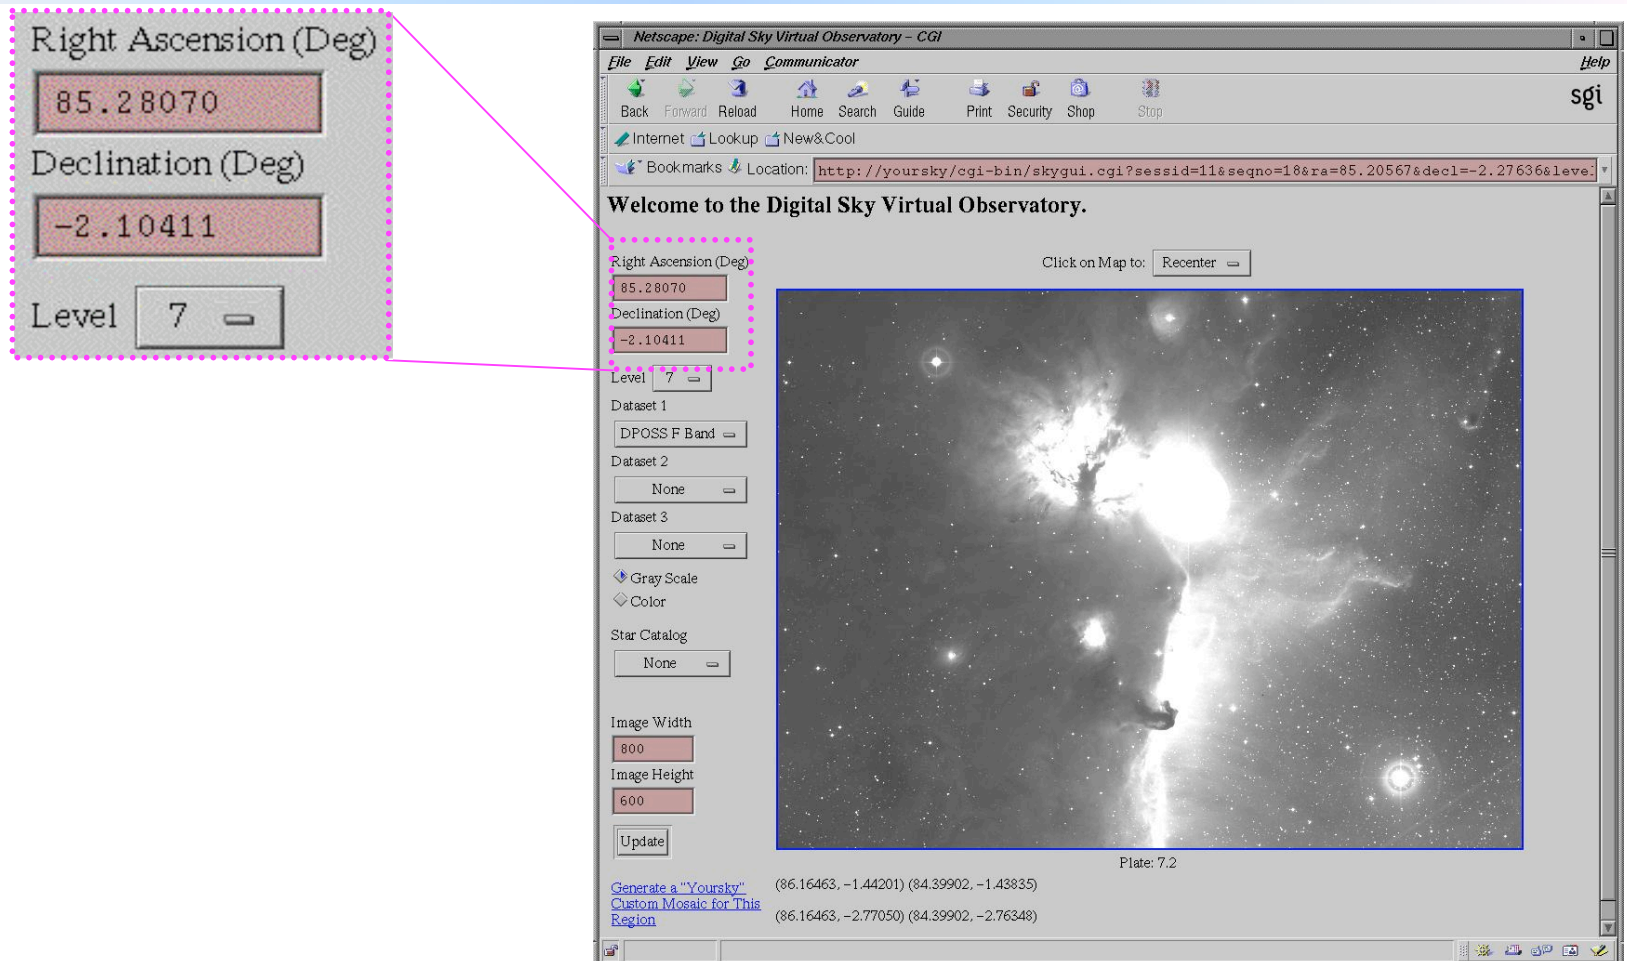 Right Ascension (Deg)
85.28070
Declination (Deg)
-2.10411
Level 7
Netscape: Digital Sky Virtual Observatory - CGI
File Edit View Go Communicator Help
Back Forward Reload Home Search Guide Print Security Shop Stop
sgi
Internet Lookup New&Cool
Bookmarks Location: http://yoursky/cgi-bin/skygui.cgi?sessid=11&seqno=18&ra=85.20567&decl=-2.27636&level
Welcome to the Digital Sky Virtual Observatory.
Right Ascension (Deg)
Click on Map to: Recenter
85.28070
Declination (Deg)
-2.10411
Level 7
Dataset 1
DPOSS F Band
Dataset 2
None
Dataset 3
None
Gray Scale
Color
Star Catalog
None
Image Width
800
Image Height
600
Update
Plate: 7.2
Generate a "Yoursky"
Custom Mosaic for This
Region
(86.16463, -1.44201) (84.39902, -1.43835)
(86.16463, -2.77050) (84.39902, -2.76348)